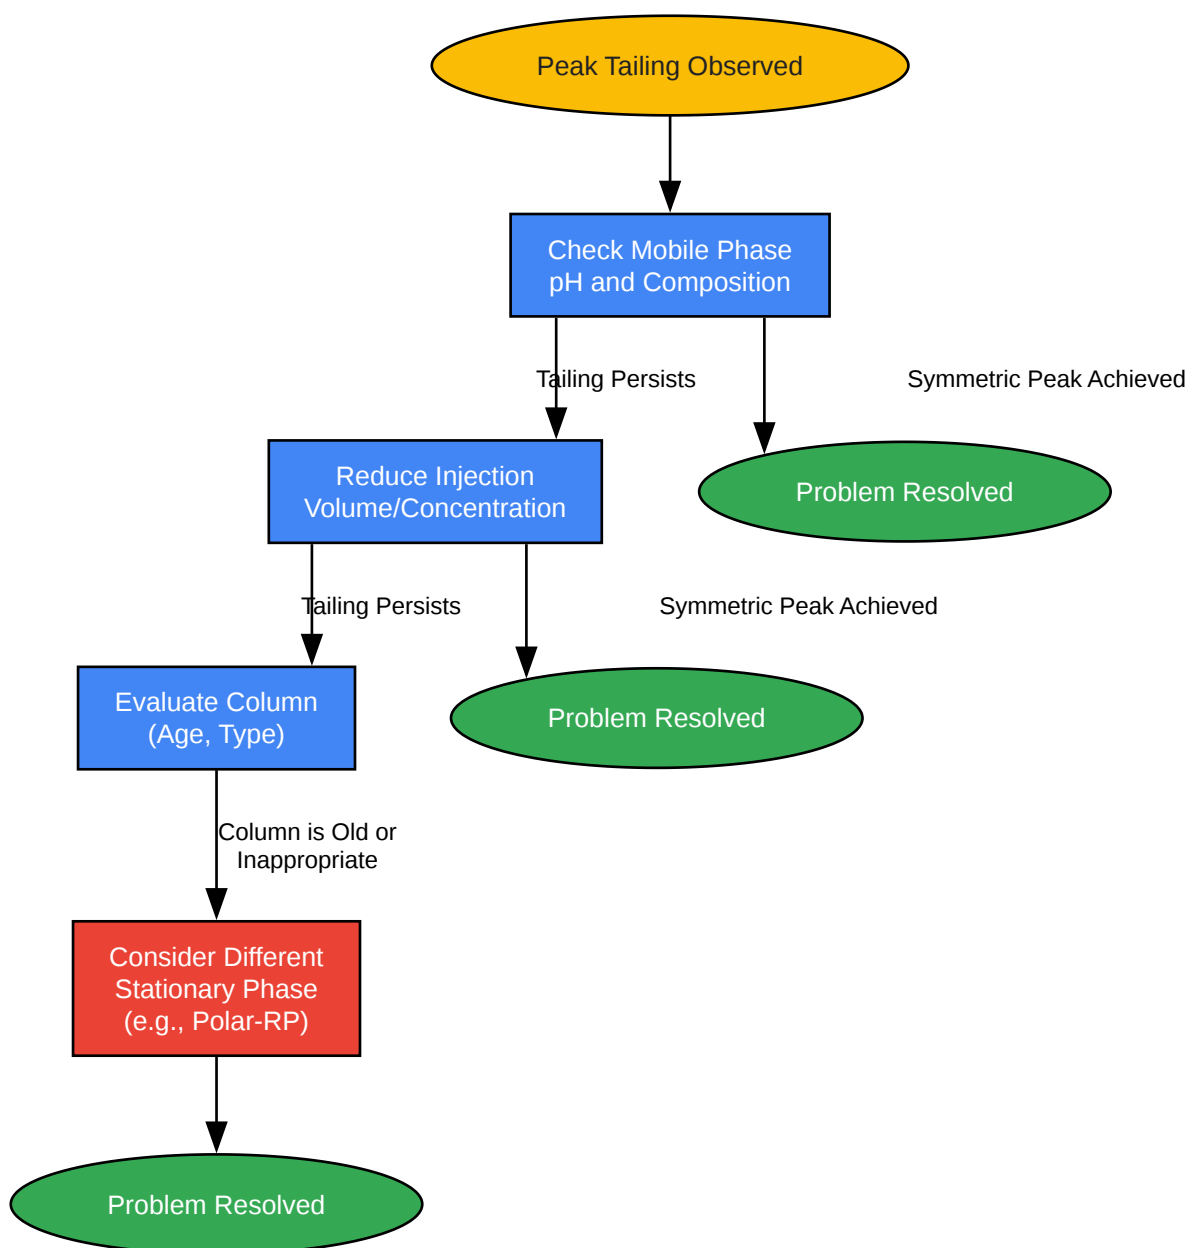 Peak Tailing Observed
Check Mobile Phase
pH and Composition
Tailing Persists
Symmetric Peak Achieved
Reduce Injection
Volume/Concentration
Problem Resolved
Tailing Persists
Symmetric Peak Achieved
Evaluate Column
(Age, Type)
Problem Resolved
Column is Old or
Inappropriate
Consider Different
Stationary Phase
(e.g., Polar-RP)
Problem Resolved